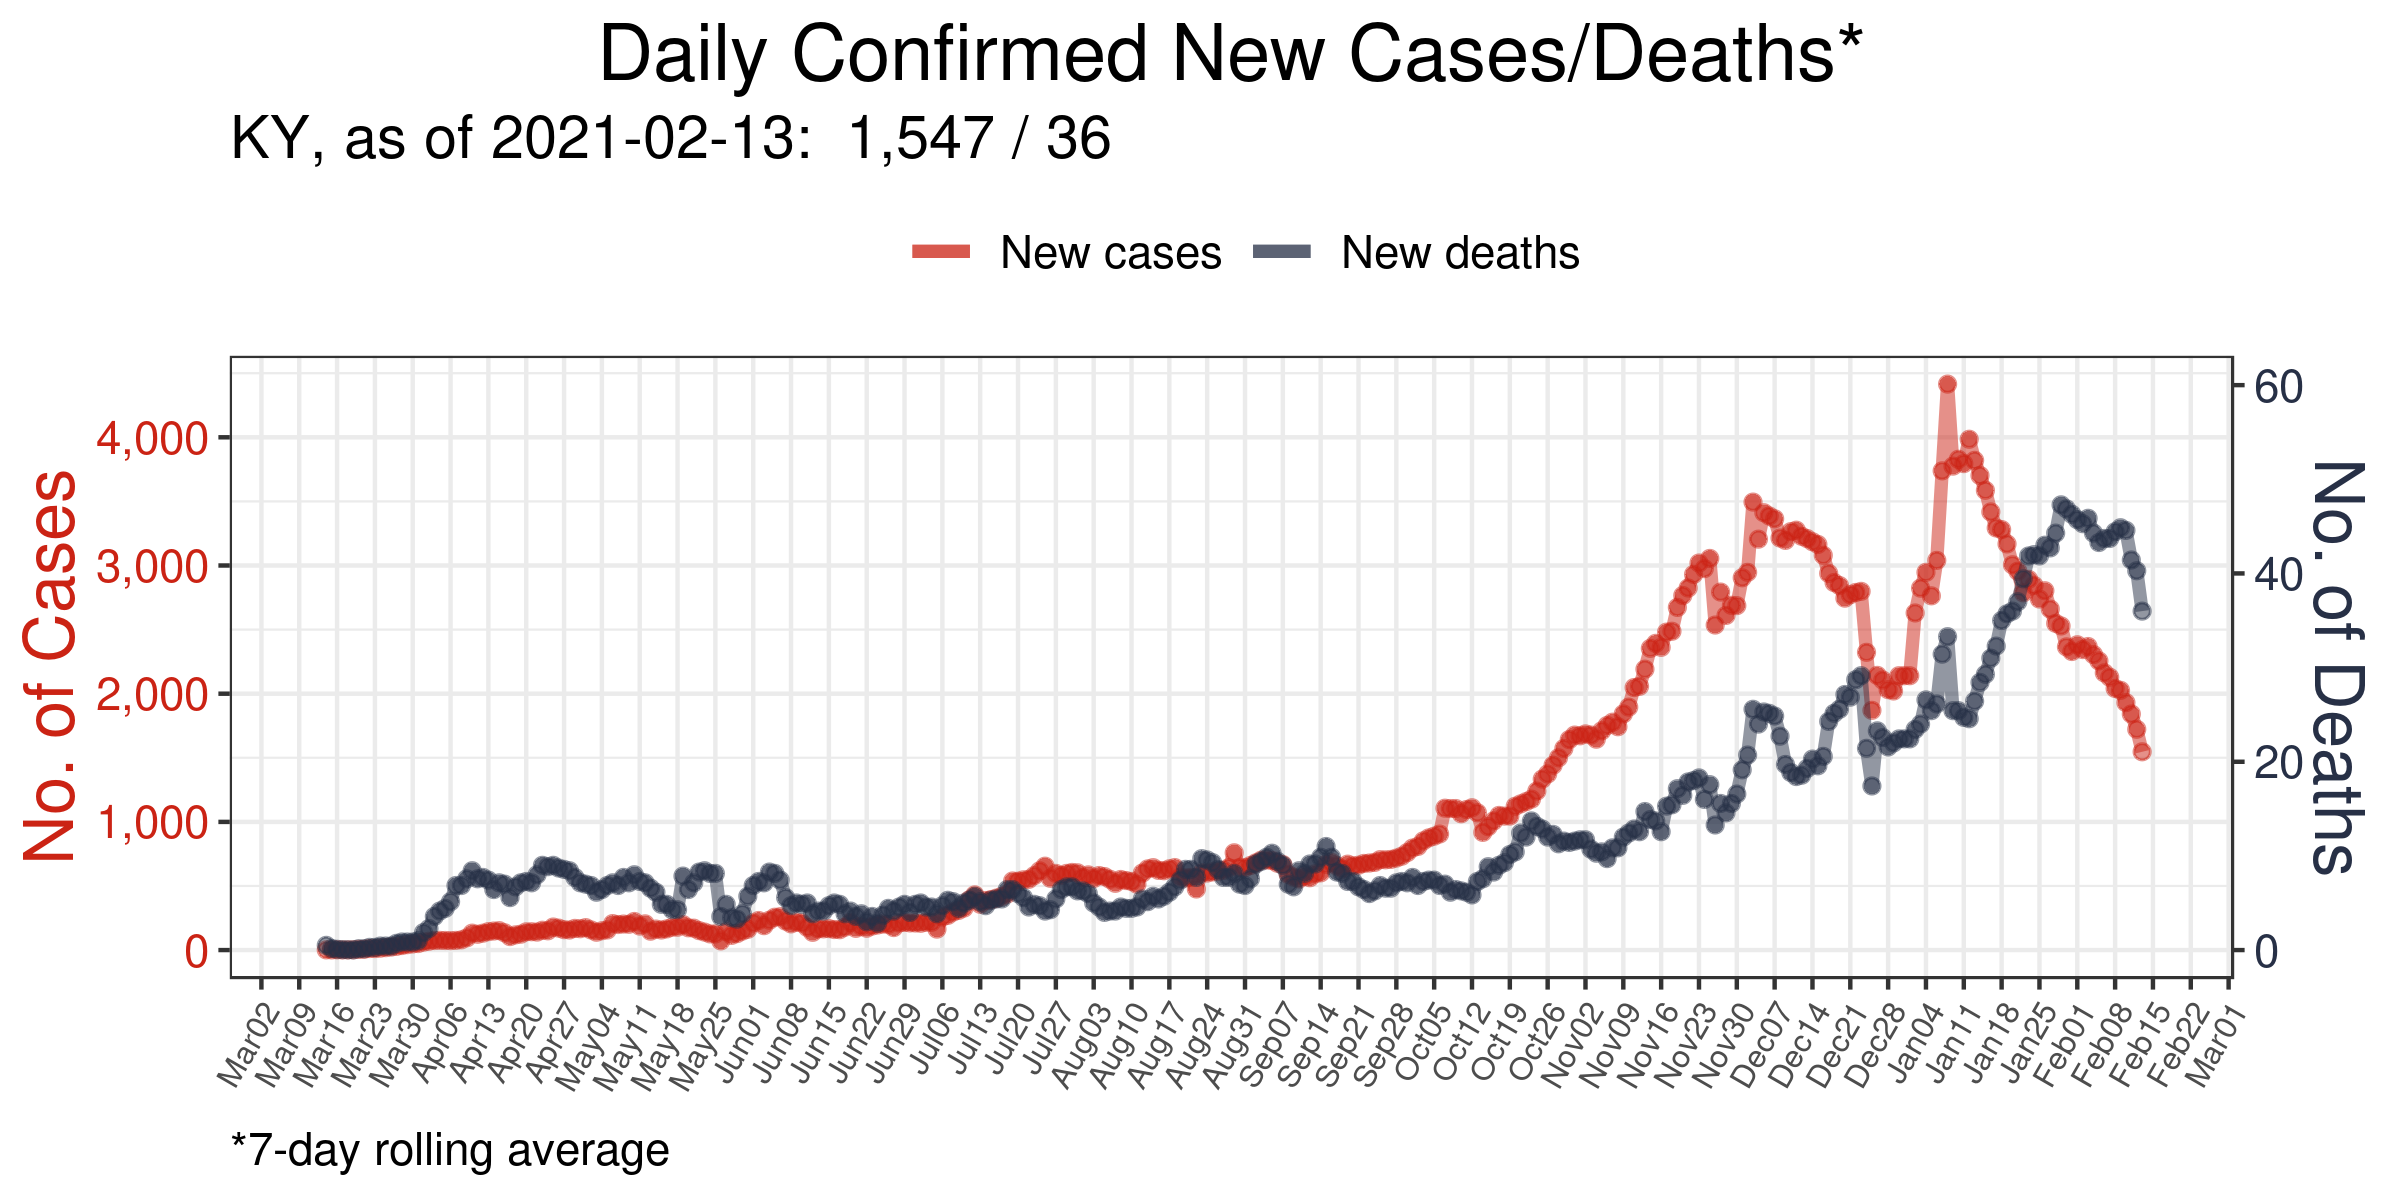 Daily Confirmed New Cases/Deaths*
KY, as of 2021-02-13:  1,547 / 36
New cases
New deaths
No. of Cases
4,000
3,000
2,000
1,000
0
60
40
20
0
No. of Deaths
Mar02
Mar09
Mar16
Mar23
Mar30
Apr06
Apr13
Apr20
Apr27
May04
May11
May18
May25
Jun01
Jun08
Jun15
Jun22
Jun29
Jul06
Jul13
Jul20
Jul27
Aug03
Aug10
Aug17
Aug24
Aug31
Sep07
Sep14
Sep21
Sep28
Oct05
Oct12
Oct19
Oct26
Nov02
Nov09
Nov16
Nov23
Nov30
Dec07
Dec14
Dec21
Dec28
Jan04
Jan11
Jan18
Jan25
Feb01
Feb08
Feb15
Feb22
Mar01
*7-day rolling average